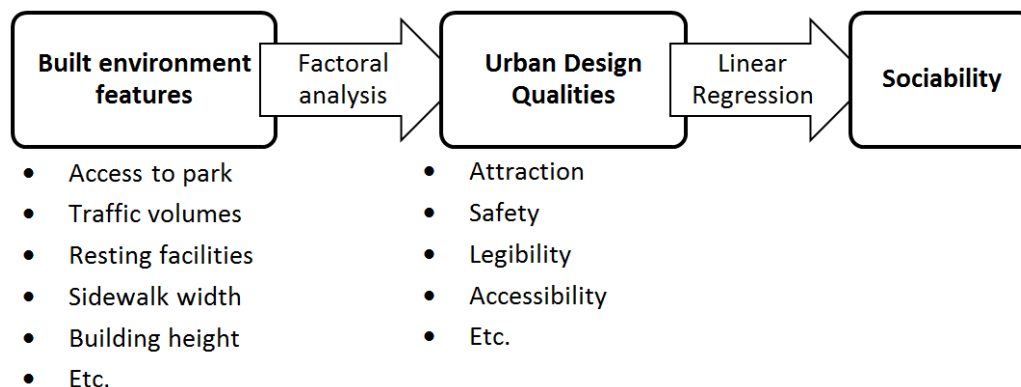 Built environment
features
Factoral
analysis
Urban Design
Qualities
Linear
Regression
Sociability
• Access to park
• Traffic volumes
• Resting facilities
• Sidewalk width
• Building height
• Etc.
• Attraction
• Safety
• Legibility
• Accessibility
• Etc.